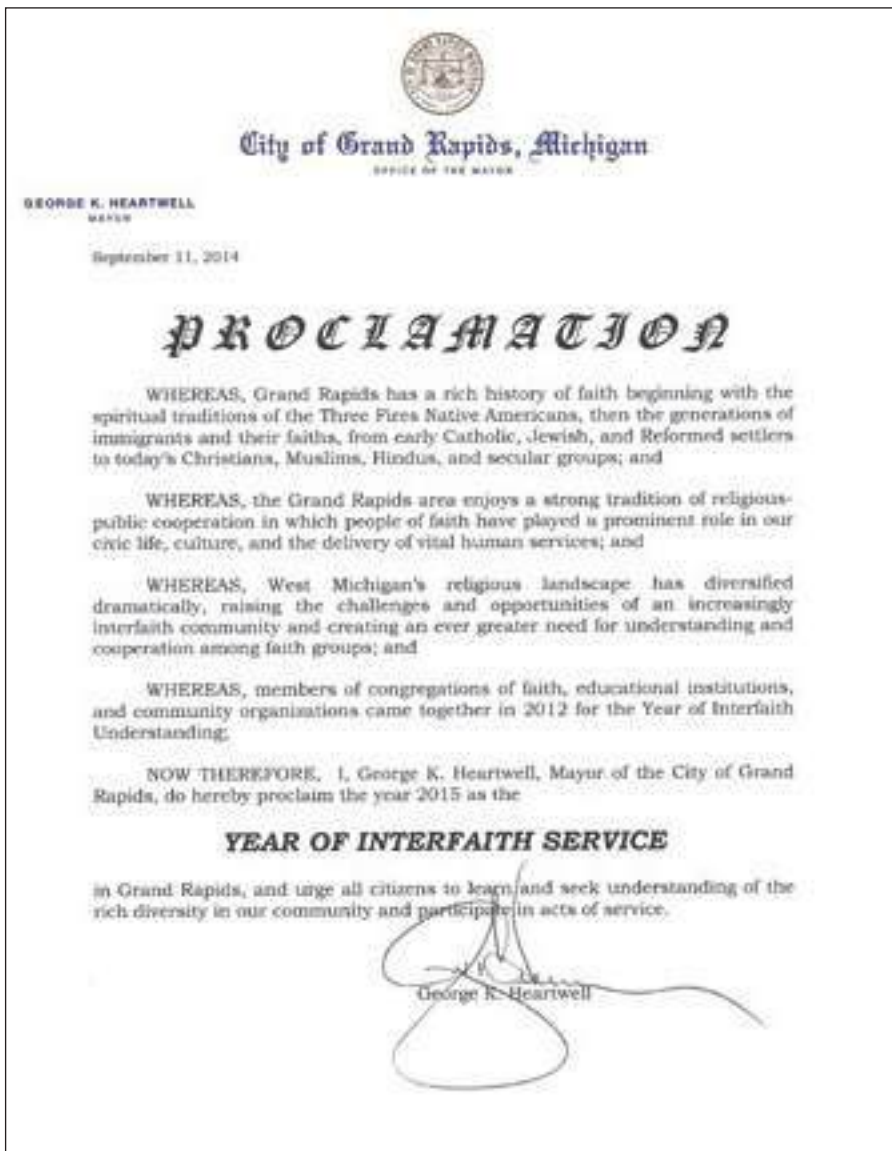 City of Grand Rapids, Michigan
OFFICE OF THE MAYOR
GEORGE K. HEARTWELL
MAYOR
September 11, 2014
PROCLAMATION
WHEREAS, Grand Rapids has a rich history of faith beginning with the
spiritual traditions of the Three Fires Native Americans, then the generations of
immigrants and their faiths, from early Catholic, Jewish, and Reformed settlers
to today's Christians, Muslims, Hindus, and secular groups; and
WHEREAS, the Grand Rapids area enjoys a strong tradition of religious-
public cooperation in which people of faith have played a prominent role in our
civic life, culture, and the delivery of vital human services; and
WHEREAS, West Michigan's religious landscape has diversified
dramatically, raising the challenges and opportunities of an increasingly
interfaith community and creating an ever greater need for understanding and
cooperation among faith groups; and
WHEREAS, members of congregations of faith, educational institutions,
and community organizations came together in 2012 for the Year of Interfaith
Understanding;
NOW THEREFORE, I, George K. Heartwell, Mayor of the City of Grand
Rapids, do hereby proclaim the year 2015 as the
YEAR OF INTERFAITH SERVICE
in Grand Rapids, and urge all citizens to learn and seek understanding of the
rich diversity in our community and participate in acts of service.
George K. Heartwell